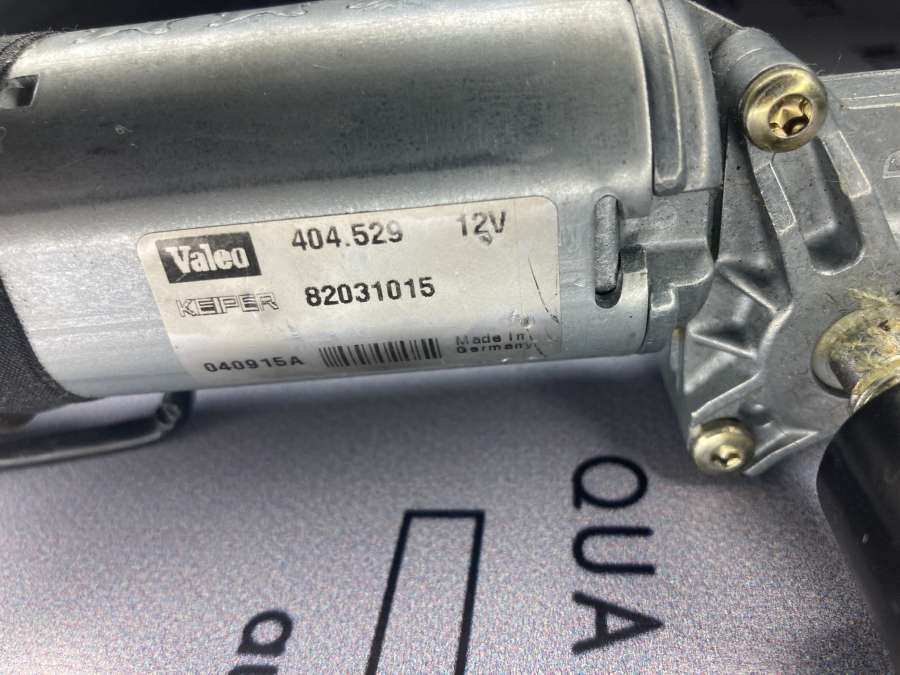 Valeo 404.529 12V
KEIPER 82031015
040915A Made in
Germany
QUA